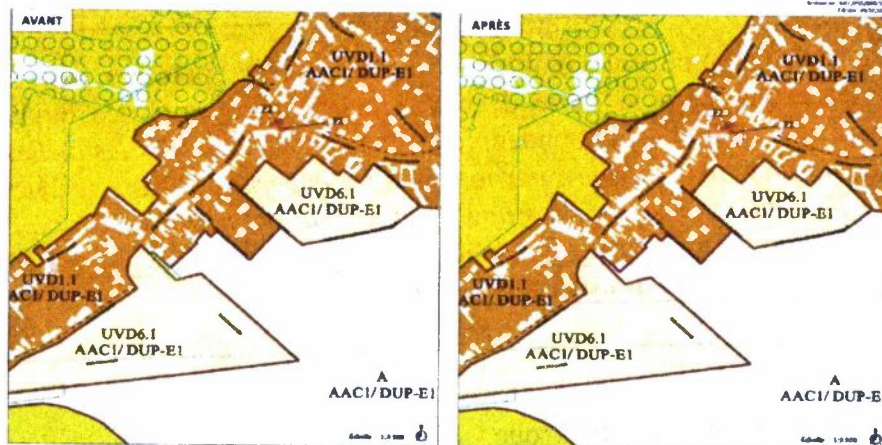 AVANT
UVD1.1
AAC1/ DUP-E1
UVD6.1
AAC1/ DUP-E1
UVD1.1
AC1/ DUP-E1
UVD6.1
AAC1/ DUP-E1
A
AAC1/ DUP-E1
APRÈS
UVD1.1
AAC1/ DUP-E1
UVD6.1
AAC1/ DUP-E1
UVD1.1
AC1/ DUP-E1
UVD6.1
AAC1/ DUP-E1
A
AAC1/ DUP-E